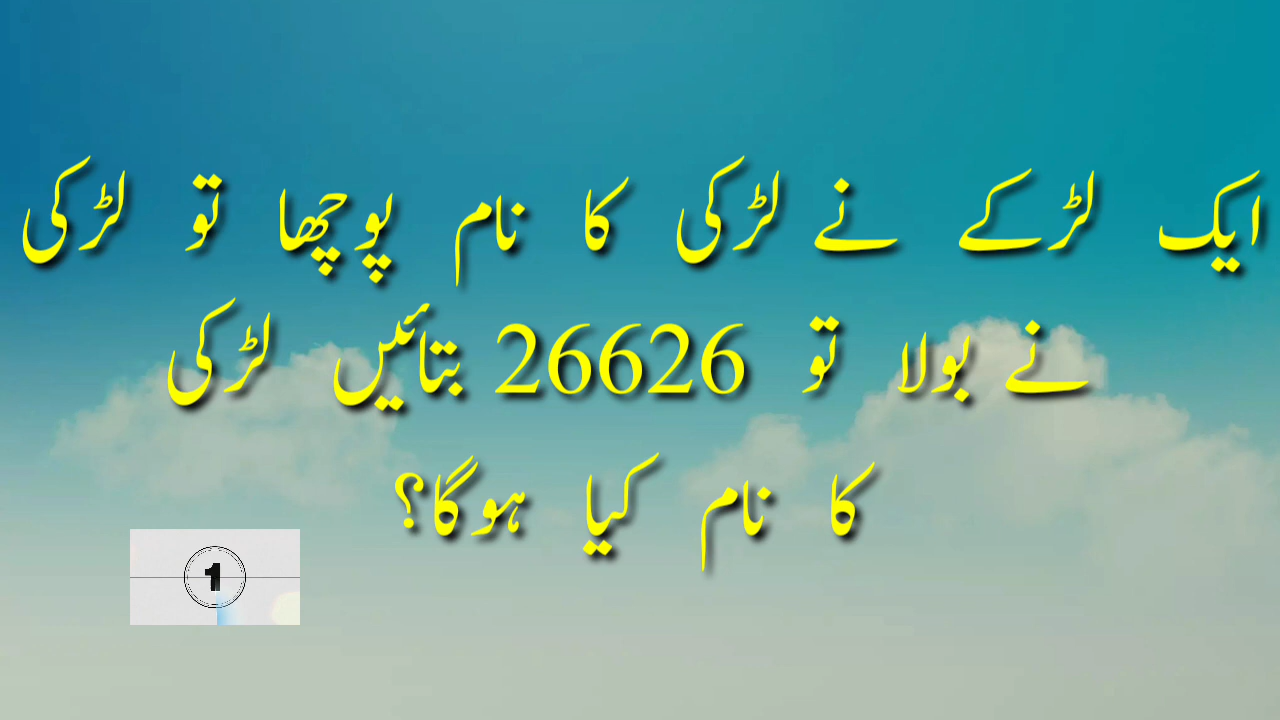 ایک لڑکے نے لڑکی کا نام پوچھا تو لڑکی
نے بولا تو 26626 بتائیں لڑکی
کا نام کیا ہوگا؟
1